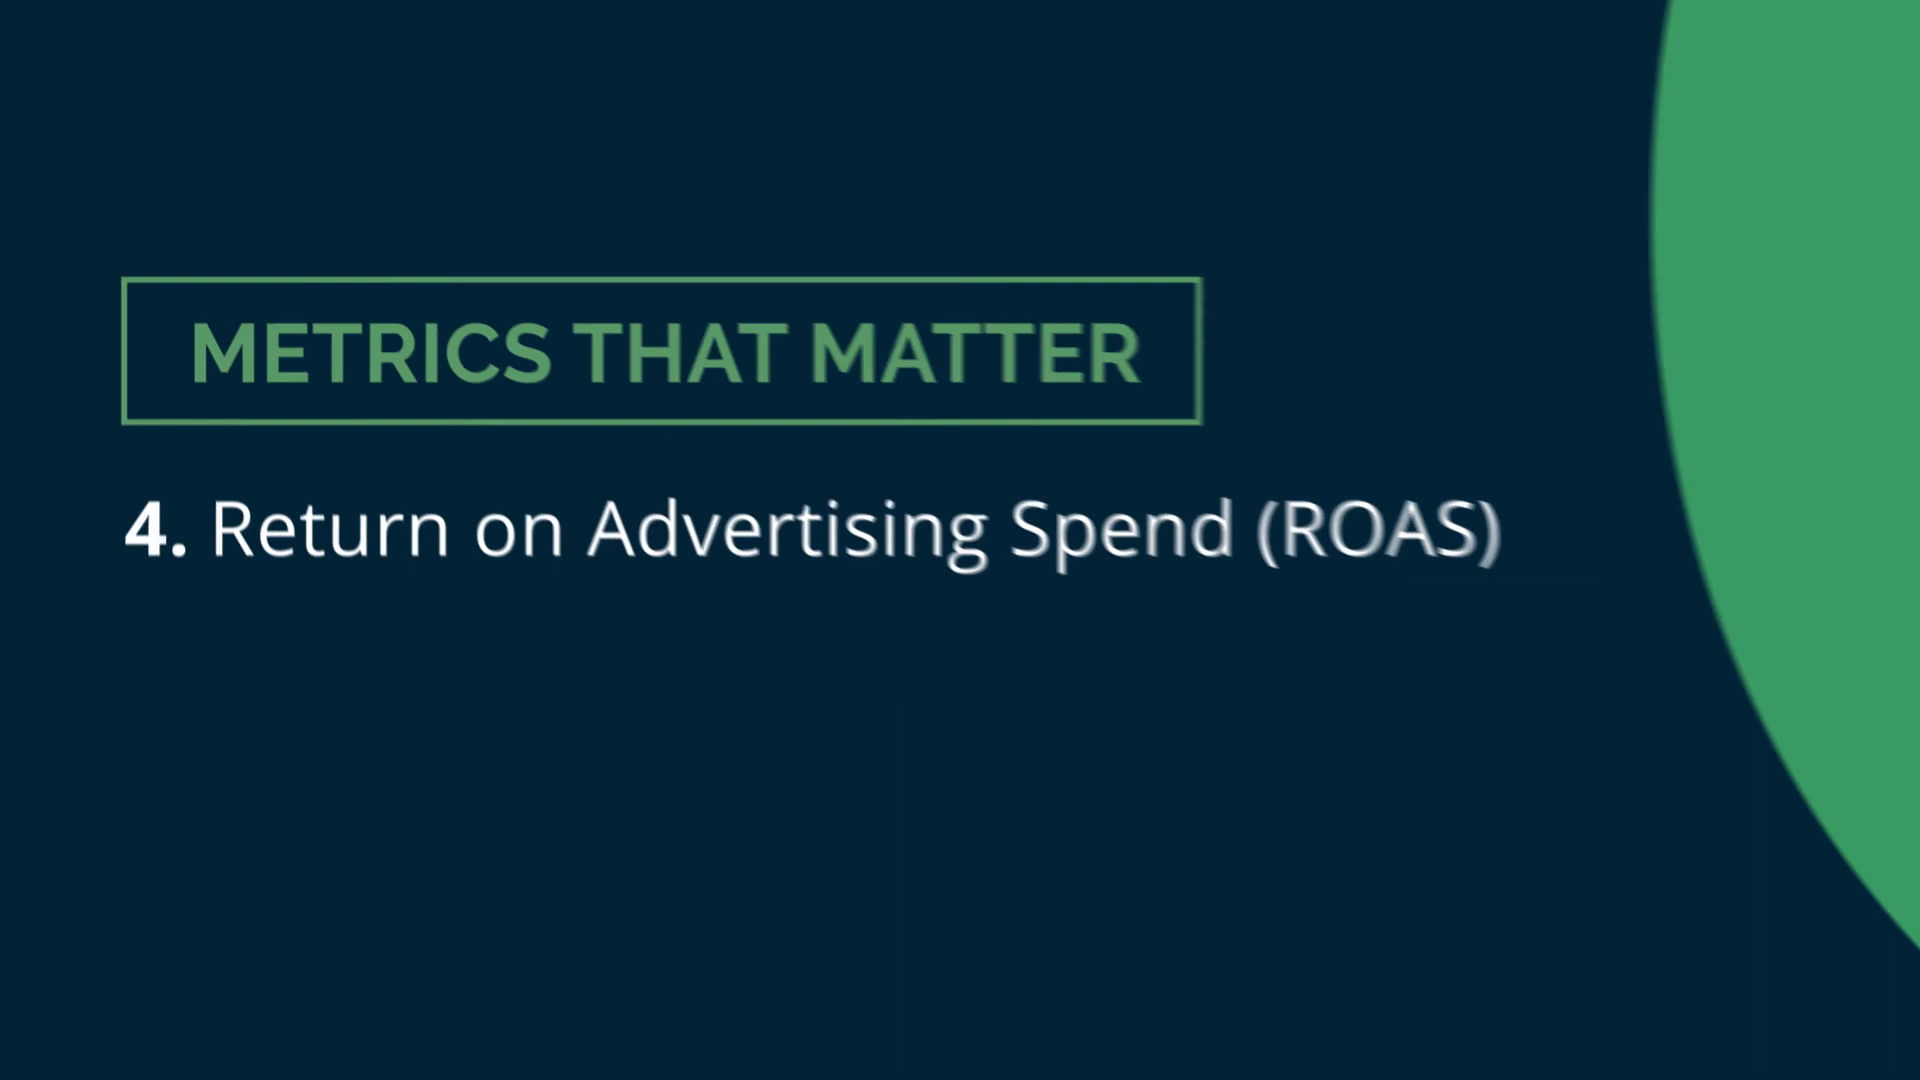 METRICS THAT MATTER
4. Return on Advertising Spend (ROAS)